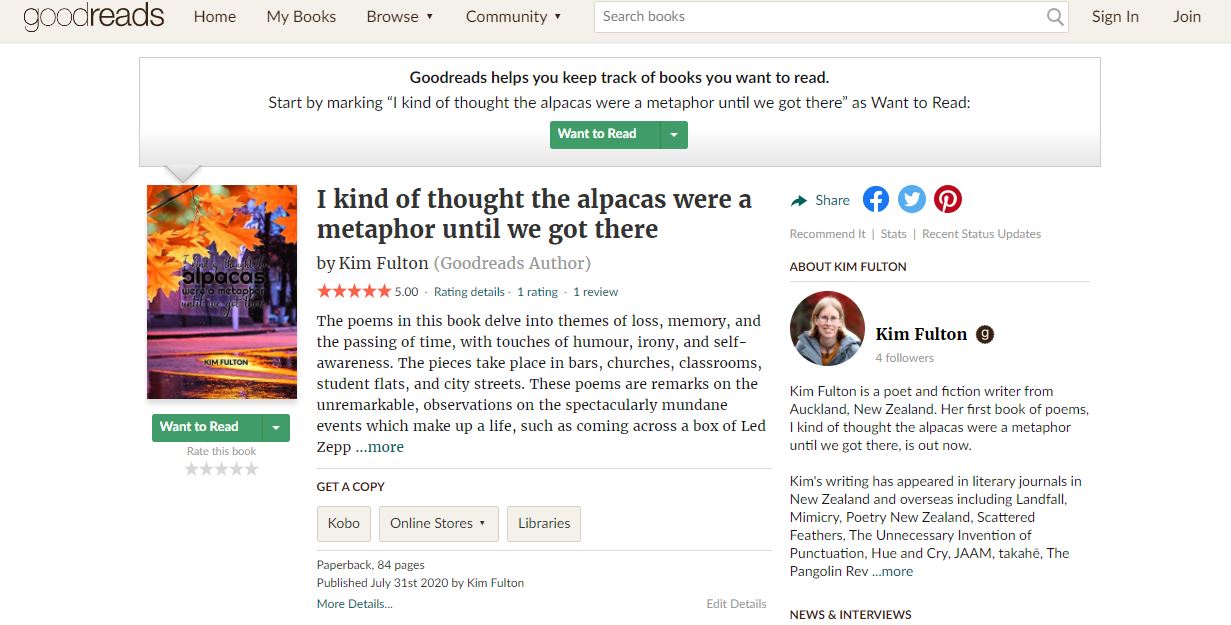 goodreads
Home
My Books
Browse ▼
Community ▼
Search books
Sign In
Join
Goodreads helps you keep track of books you want to read.
Start by marking “I kind of thought the alpacas were a metaphor until we got there” as Want to Read:
Want to Read
I kind of thought the
alpacas
were a metaphor
until we got there
KIM FULTON
Want to Read
Rate this book
I kind of thought the alpacas were a
metaphor until we got there
by Kim Fulton (Goodreads Author)
5.00 · Rating details · 1 rating · 1 review
The poems in this book delve into themes of loss, memory, and
the passing of time, with touches of humour, irony, and self-
awareness. The pieces take place in bars, churches, classrooms,
student flats, and city streets. These poems are remarks on the
unremarkable, observations on the spectacularly mundane
events which make up a life, such as coming across a box of Led
Zepp ...more
GET A COPY
Kobo
Online Stores ▼
Libraries
Paperback, 84 pages
Published July 31st 2020 by Kim Fulton
More Details...
Edit Details
Share
Recommend It | Stats | Recent Status Updates
ABOUT KIM FULTON
Kim Fulton g
4 followers
Kim Fulton is a poet and fiction writer from
Auckland, New Zealand. Her first book of poems,
I kind of thought the alpacas were a metaphor
until we got there, is out now.
Kim's writing has appeared in literary journals in
New Zealand and overseas including Landfall,
Mimicry, Poetry New Zealand, Scattered
Feathers, The Unnecessary Invention of
Punctuation, Hue and Cry, JAAM, takahē, The
Pangolin Rev ...more
NEWS & INTERVIEWS